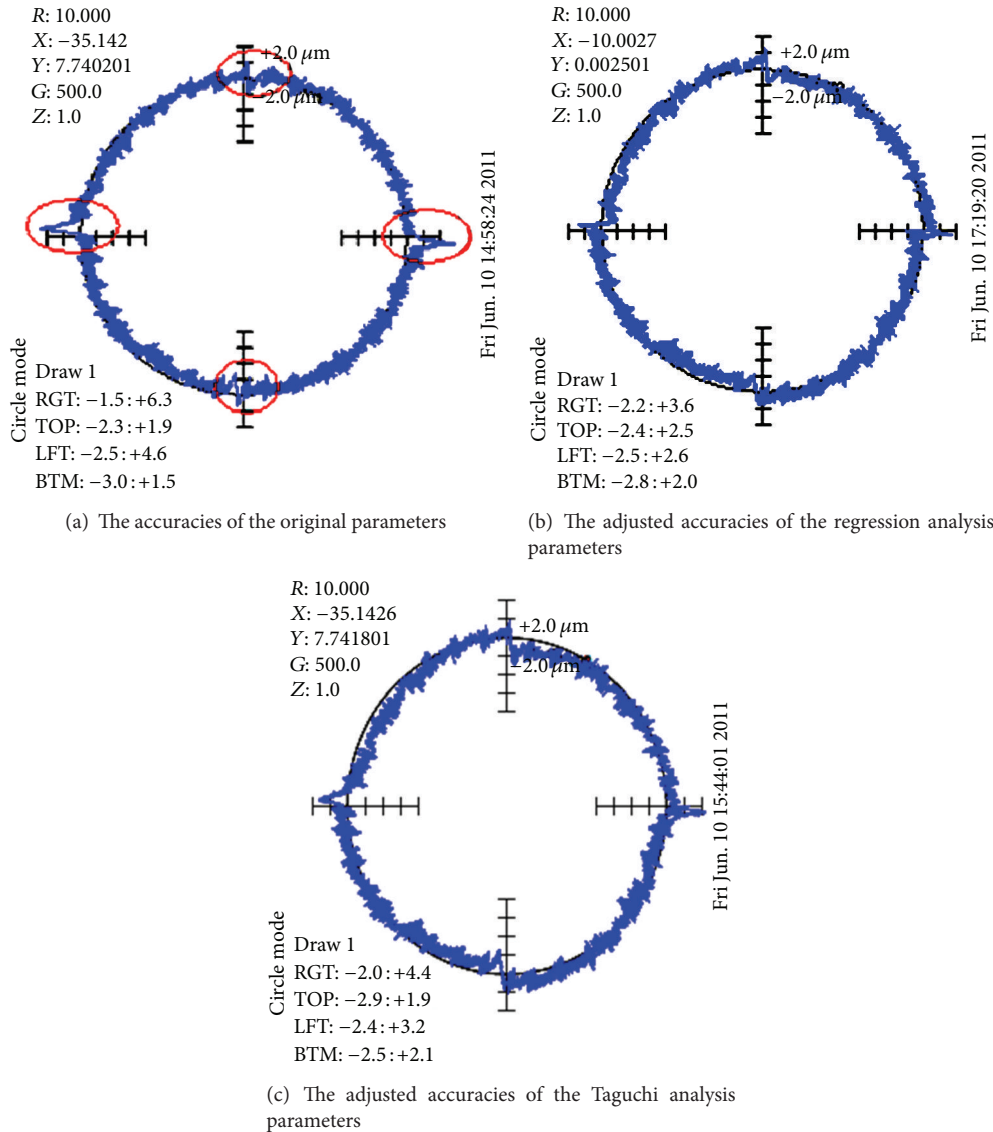 R: 10.000
X: −35.142
Y: 7.740201
G: 500.0
Z: 1.0
+2.0 μm
−2.0 μm
Fri Jun. 10 14:58:24 2011
Circle mode
Draw 1
RGT: −1.5 : +6.3
TOP: −2.3 : +1.9
LFT: −2.5 : +4.6
BTM: −3.0 : +1.5
(a) The accuracies of the original parameters
R: 10.000
X: −10.0027
Y: 0.002501
G: 500.0
Z: 1.0
+2.0 μm
−2.0 μm
Fri Jun. 10 17:19:20 2011
Circle mode
Draw 1
RGT: −2.2 : +3.6
TOP: −2.4 : +2.5
LFT: −2.5 : +2.6
BTM: −2.8 : +2.0
(b) The adjusted accuracies of the regression analysis
parameters
R: 10.000
X: −35.1426
Y: 7.741801
G: 500.0
Z: 1.0
+2.0 μm
−2.0 μm
Fri Jun. 10 15:44:01 2011
Circle mode
Draw 1
RGT: −2.0 : +4.4
TOP: −2.9 : +1.9
LFT: −2.4 : +3.2
BTM: −2.5 : +2.1
(c) The adjusted accuracies of the Taguchi analysis
parameters